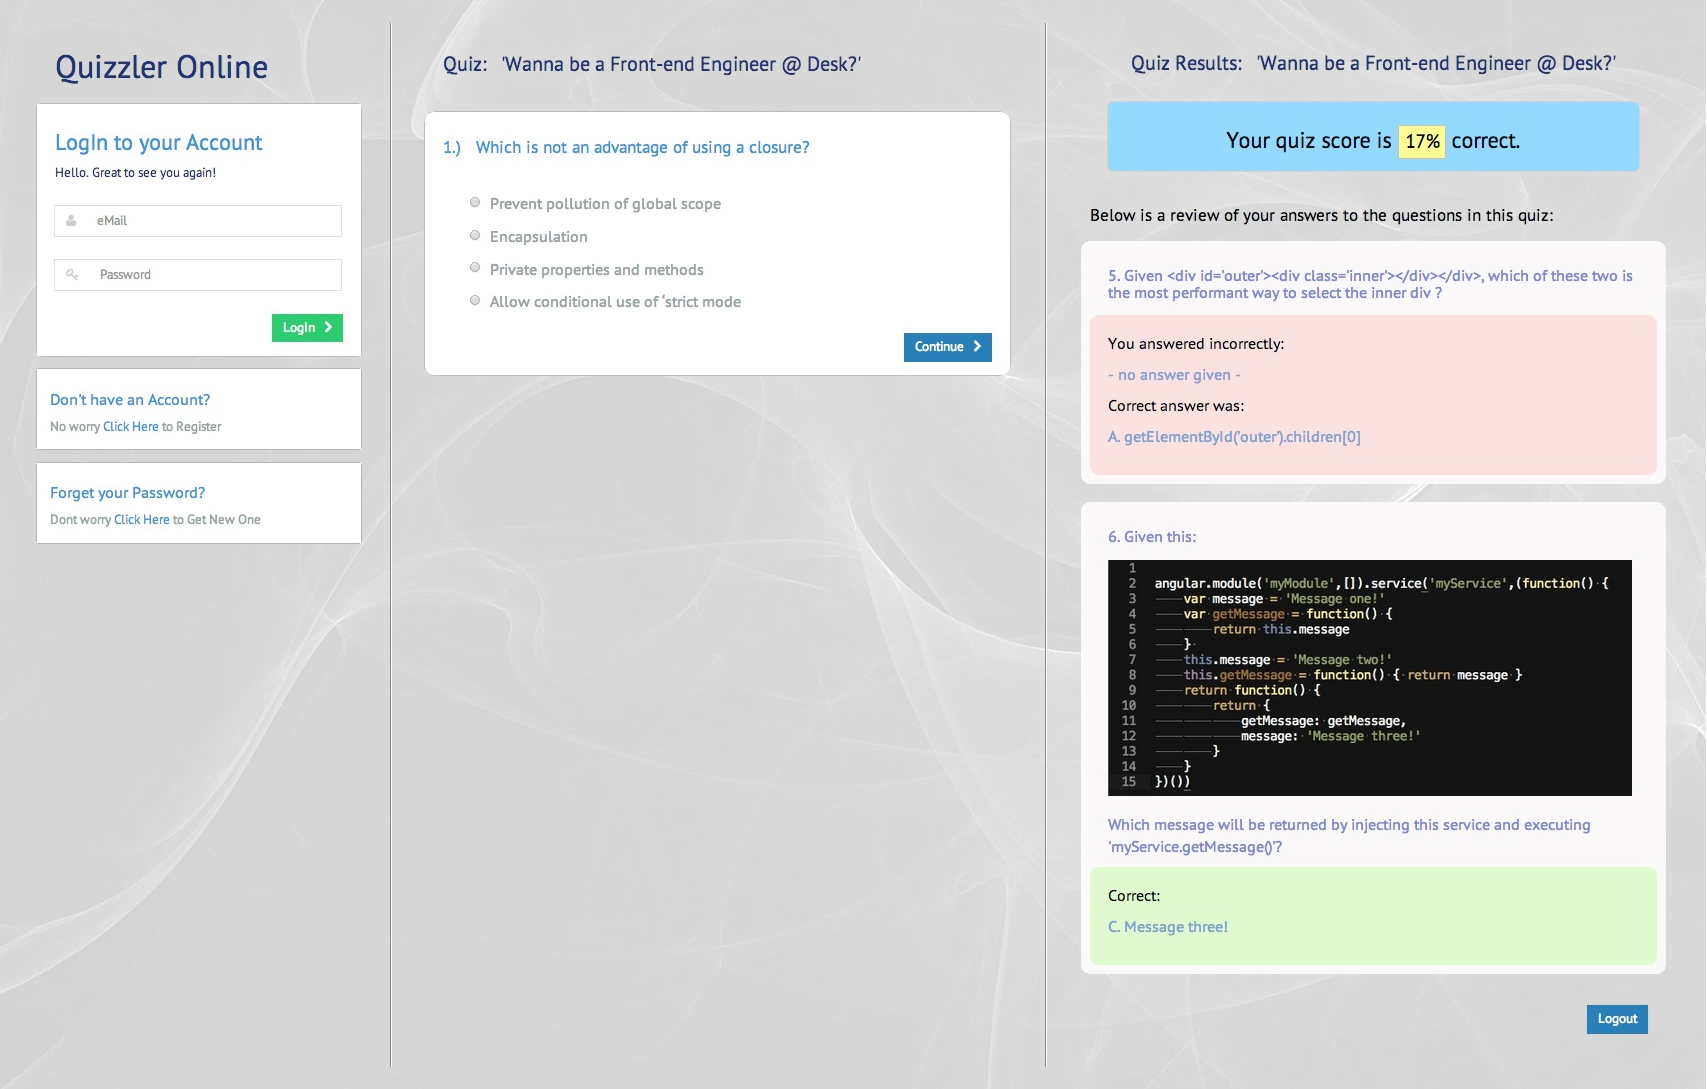 Quizzler Online
LogIn to your Account
Hello. Great to see you again!
eMail
Password
LogIn
Don't have an Account?
No worry Click Here to Register
Forget your Password?
Dont worry Click Here to Get New One
Quiz: 'Wanna be a Front-end Engineer @ Desk?'
1.) Which is not an advantage of using a closure?
Prevent pollution of global scope
Encapsulation
Private properties and methods
Allow conditional use of ‘strict mode
Continue
Quiz Results: 'Wanna be a Front-end Engineer @ Desk?'
Your quiz score is 17% correct.
Below is a review of your answers to the questions in this quiz:
5. Given <div id='outer'><div class='inner'></div></div>, which of these two is
the most performant way to select the inner div ?
You answered incorrectly:
- no answer given -
Correct answer was:
A. getElementById('outer').children[0]
6. Given this:
1
2 angular.module('myModule',[]).service('myService',(function() {
3 var message = 'Message one!'
4 var getMessage = function() {
5 return this.message
6 }
7 this.message = 'Message two!'
8 this.getMessage = function() { return message }
9 return function() {
10 return {
11 getMessage: getMessage,
12 message: 'Message three!'
13 }
14 }
15 })())
Which message will be returned by injecting this service and executing
'myService.getMessage()'?
Correct:
C. Message three!
Logout